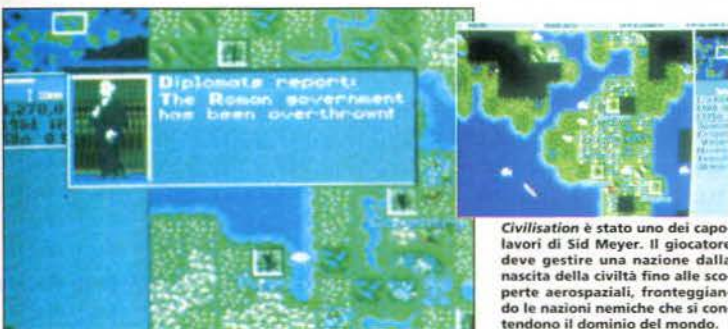 Diplomats report:
The Roman government
has been overthrown!
Civilisation è stato uno dei capo-
lavori di Sid Meyer. Il giocatore
deve gestire una nazione dalla
nascita della civiltà fino alle sco-
perte aerospaziali, fronteggian-
do le nazioni nemiche che si con-
tendono il dominio del mondo.